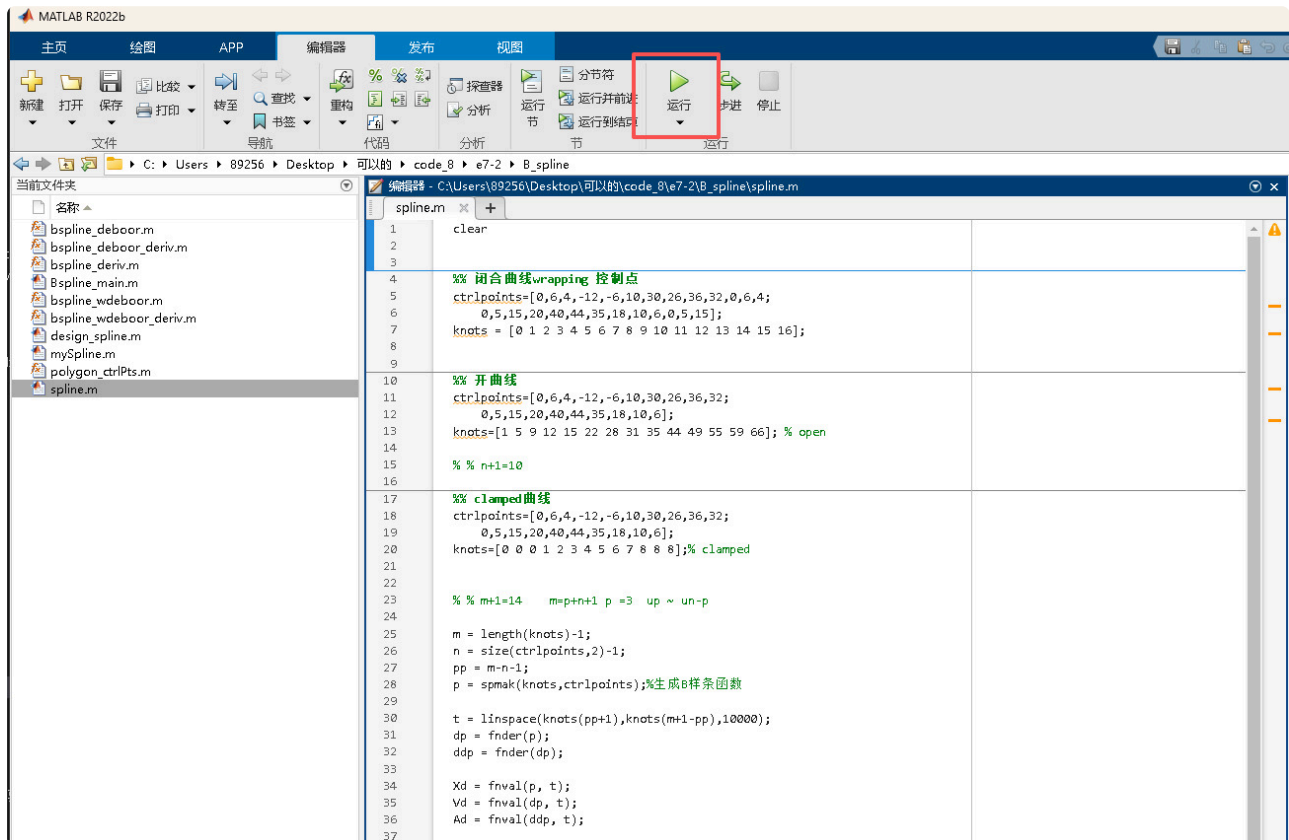 MATLAB R2022b
主页 绘图 APP 编辑器 发布 视图
新建 打开 保存 比较 打印 转至 查找 书签 重构 探查器 分析 运行节 分节符 运行并前进 运行到结束 运行 步进 停止
文件 导航 代码 分析 节 运行
C: Users 89256 Desktop 可以的 code_8 e7-2 B_spline
当前文件夹
编辑器 - C:\Users\89256\Desktop\可以的\code_8\e7-2\B_spline\spline.m
名称
spline.m
bspline_deboor.m
bspline_deboor_deriv.m
bspline_deriv.m
Bspline_main.m
bspline_wdeboor.m
bspline_wdeboor_deriv.m
design_spline.m
mySpline.m
polygon_ctrlPts.m
spline.m
1 clear
2
3
4 %% 闭合曲线wrapping 控制点
5 ctrlpoints=[0,6,4,-12,-6,10,30,26,36,32,0,6,4;
6 0,5,15,20,40,44,35,18,10,6,0,5,15];
7 knots = [0 1 2 3 4 5 6 7 8 9 10 11 12 13 14 15 16];
8
9
10 %% 开曲线
11 ctrlpoints=[0,6,4,-12,-6,10,30,26,36,32;
12 0,5,15,20,40,44,35,18,10,6];
13 knots=[1 5 9 12 15 22 28 31 35 44 49 55 59 66]; % open
14
15 % % n+1=10
16
17 %% clamped曲线
18 ctrlpoints=[0,6,4,-12,-6,10,30,26,36,32;
19 0,5,15,20,40,44,35,18,10,6];
20 knots=[0 0 0 1 2 3 4 5 6 7 8 8 8];% clamped
21
22
23 % % m+1=14 m=p+n+1 p =3 up ~ un-p
24
25 m = length(knots)-1;
26 n = size(ctrlpoints,2)-1;
27 pp = m-n-1;
28 p = spmak(knots,ctrlpoints);%生成B样条函数
29
30 t = linspace(knots(pp+1),knots(m+1-pp),10000);
31 dp = fnder(p);
32 ddp = fnder(dp);
33
34 Xd = fnval(p, t);
35 Vd = fnval(dp, t);
36 Ad = fnval(ddp, t);
37